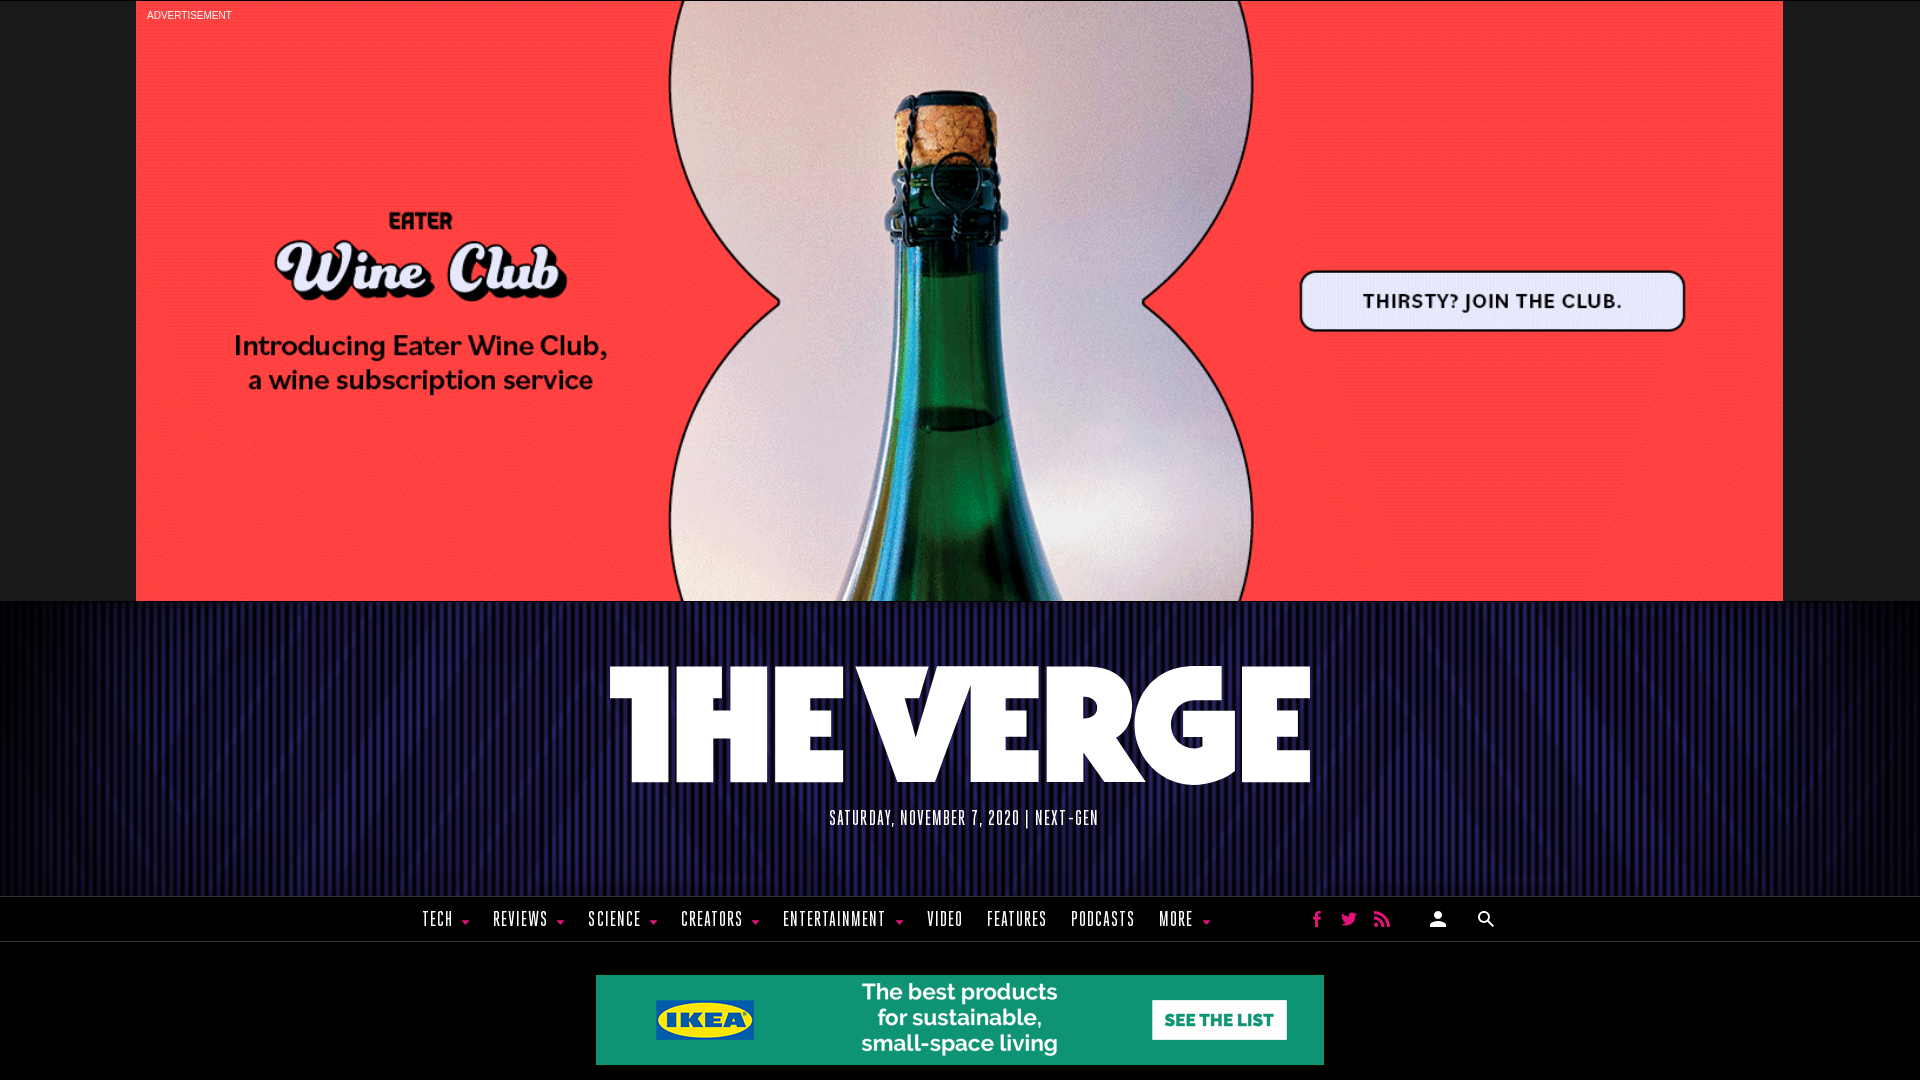 ADVERTISEMENT
EATER
Wine Club
Introducing Eater Wine Club,
a wine subscription service
THIRSTY? JOIN THE CLUB.
THE VERGE
SATURDAY, NOVEMBER 7, 2020 | NEXT-GEN
TECH REVIEWS SCIENCE CREATORS ENTERTAINMENT VIDEO FEATURES PODCASTS MORE
IKEA
The best products
for sustainable,
small-space living
SEE THE LIST